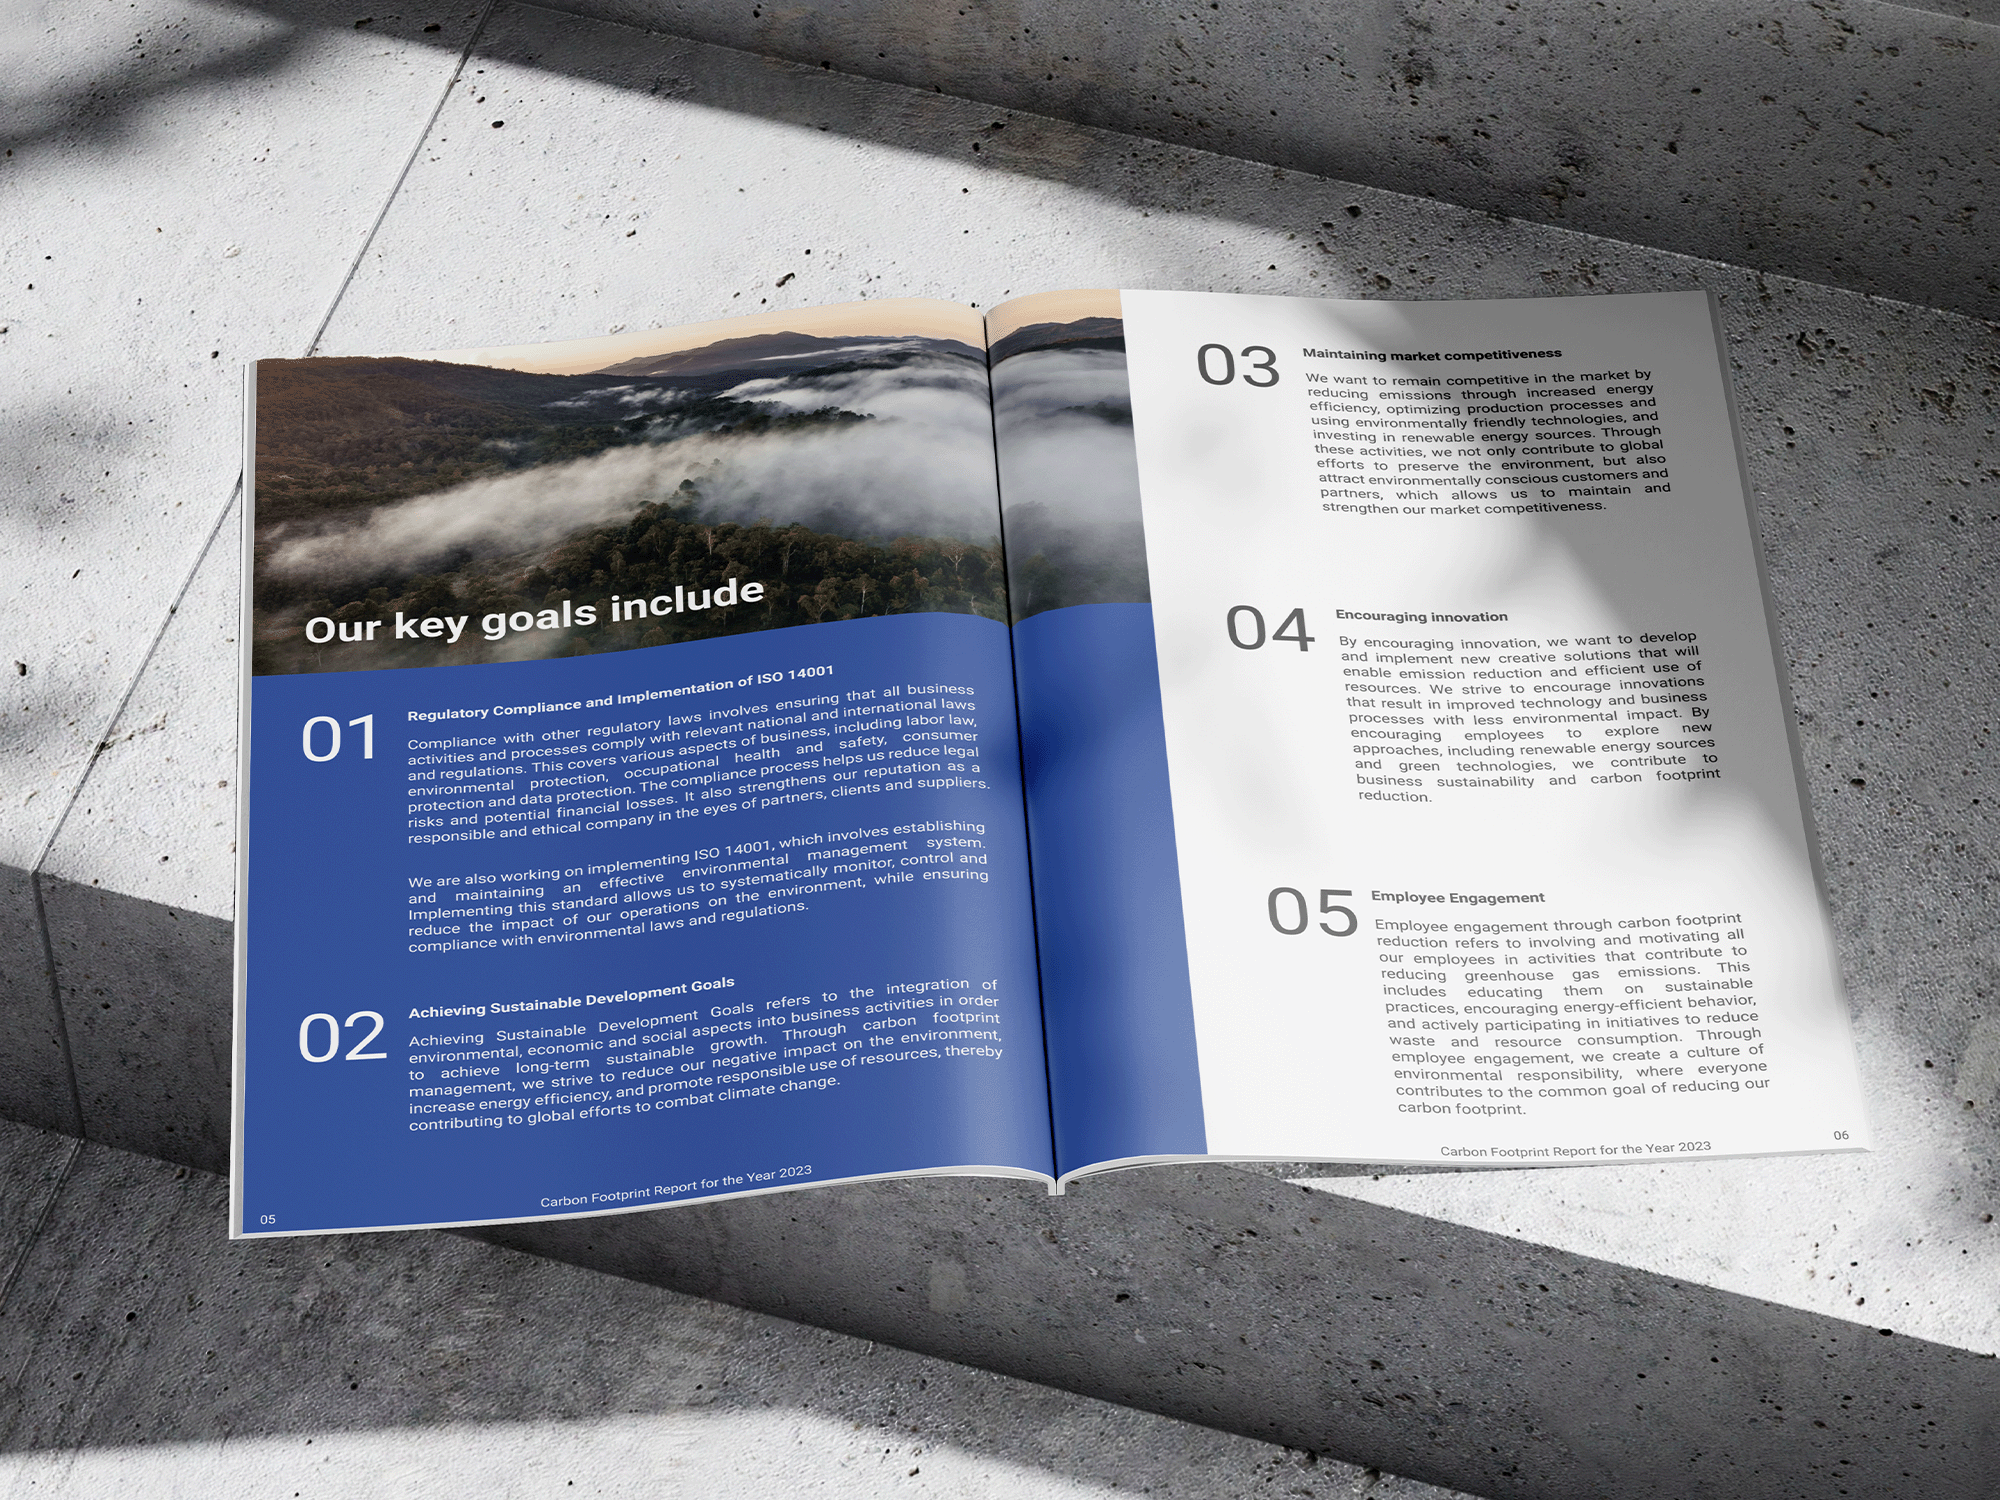 Our key goals include
01
Regulatory Compliance and Implementation of ISO 14001
Compliance with other regulatory laws involves ensuring that all business
activities and processes comply with relevant national and international laws
and regulations. This covers various aspects of business, including labor law,
environmental protection, occupational health and safety, consumer
protection and data protection. The compliance process helps us reduce legal
risks and potential financial losses. It also strengthens our reputation as a
responsible and ethical company in the eyes of partners, clients and suppliers.
We are also working on implementing ISO 14001, which involves establishing
and maintaining an effective environmental management system.
Implementing this standard allows us to systematically monitor, control and
reduce the impact of our operations on the environment, while ensuring
compliance with environmental laws and regulations.
02
Achieving Sustainable Development Goals
Achieving Sustainable Development Goals refers to the integration of
environmental, economic and social aspects into business activities in order
to achieve long-term sustainable growth. Through carbon footprint
management, we strive to reduce our negative impact on the environment,
increase energy efficiency, and promote responsible use of resources, thereby
contributing to global efforts to combat climate change.
Carbon Footprint Report for the Year 2023
05
03
Maintaining market competitiveness
We want to remain competitive in the market by
reducing emissions through increased energy
efficiency, optimizing production processes and
using environmentally friendly technologies, and
investing in renewable energy sources. Through
these activities, we not only contribute to global
efforts to preserve the environment, but also
attract environmentally conscious customers and
partners, which allows us to maintain and
strengthen our market competitiveness.
04
Encouraging innovation
By encouraging innovation, we want to develop
and implement new creative solutions that will
enable emission reduction and efficient use of
resources. We strive to encourage innovations
that result in improved technology and business
processes with less environmental impact. By
encouraging employees to explore new
approaches, including renewable energy sources
and green technologies, we contribute to
business sustainability and carbon footprint
reduction.
05
Employee Engagement
Employee engagement through carbon footprint
reduction refers to involving and motivating all
our employees in activities that contribute to
reducing greenhouse gas emissions. This
includes educating them on sustainable
practices, encouraging energy-efficient behavior,
and actively participating in initiatives to reduce
waste and resource consumption. Through
employee engagement, we create a culture of
environmental responsibility, where everyone
contributes to the common goal of reducing our
carbon footprint.
Carbon Footprint Report for the Year 2023
06